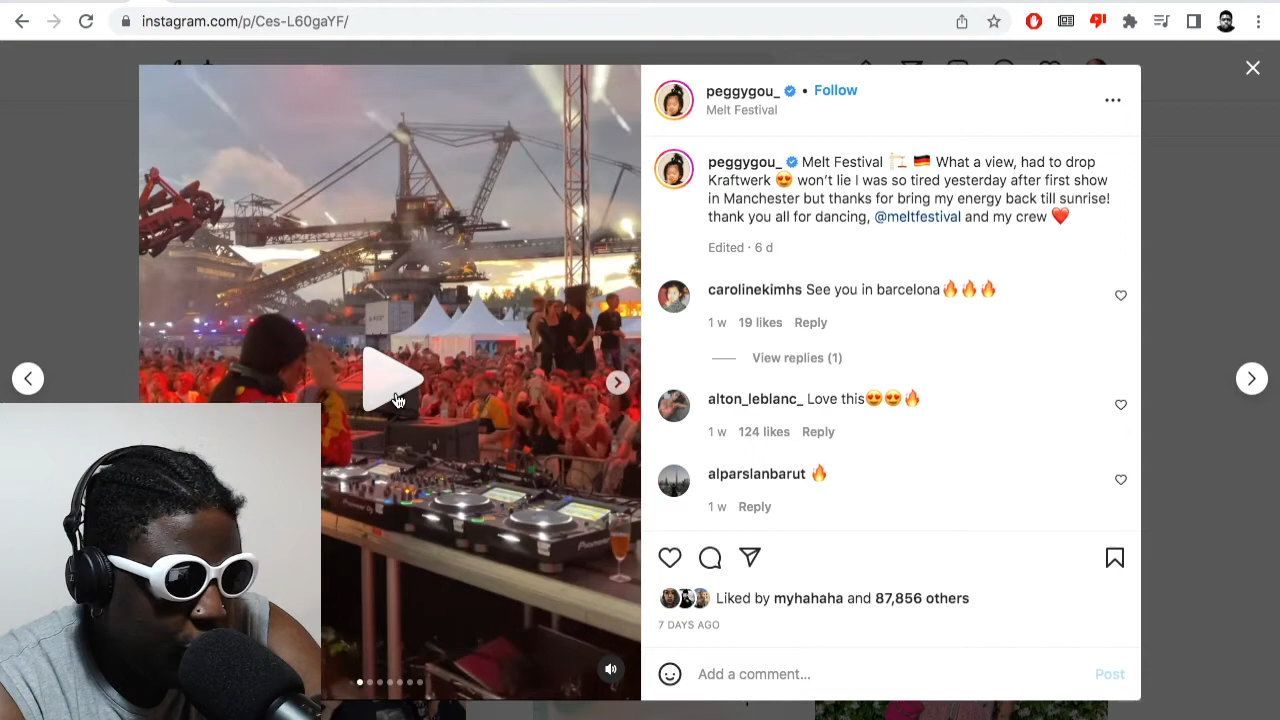 instagram.com/p/Ces-L60gaYF/
peggygou_ • Follow
Melt Festival
peggygou_ Melt Festival 🏗️ 🇩🇪 What a view, had to drop
Kraftwerk 😍 won't lie I was so tired yesterday after first show
in Manchester but thanks for bring my energy back till sunrise!
thank you all for dancing, @meltfestival and my crew ❤️
Edited · 6 d
carolinekimhs See you in barcelona🔥🔥🔥
1 w 19 likes Reply
View replies (1)
alton_leblanc_ Love this😍😍🔥
1 w 124 likes Reply
alparslanbarut 🔥
1 w Reply
Liked by myhahaha and 87,856 others
7 DAYS AGO
Add a comment... Post